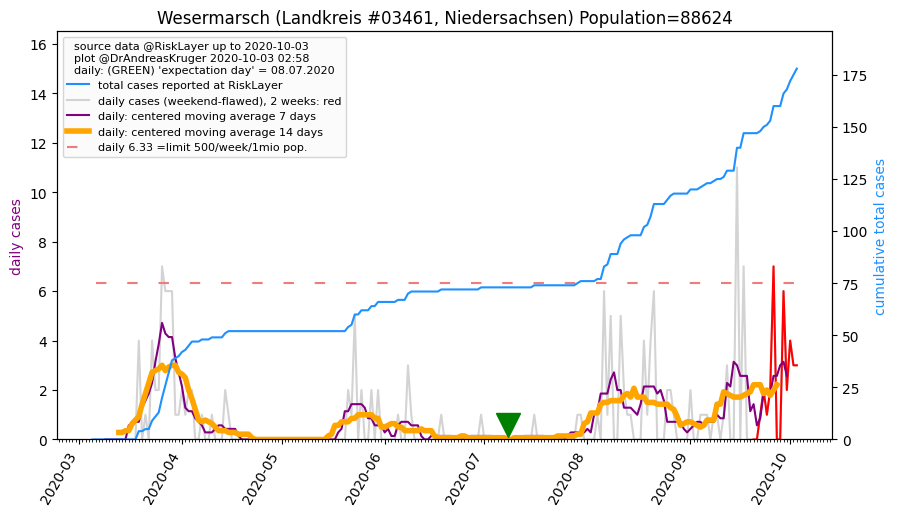 Wesermarsch (Landkreis #03461, Niedersachsen) Population=88624
source data @RiskLayer up to 2020-10-03
plot @DrAndreasKruger 2020-10-03 02:58
daily: (GREEN) 'expectation day' = 08.07.2020
total cases reported at RiskLayer
daily cases (weekend-flawed), 2 weeks: red
daily: centered moving average 7 days
daily: centered moving average 14 days
daily 6.33 =limit 500/week/1mio pop.
daily cases
16
14
12
10
8
6
4
2
0
175
150
125
100
75
50
25
0
cumulative total cases
2020-03
2020-04
2020-05
2020-06
2020-07
2020-08
2020-09
2020-10